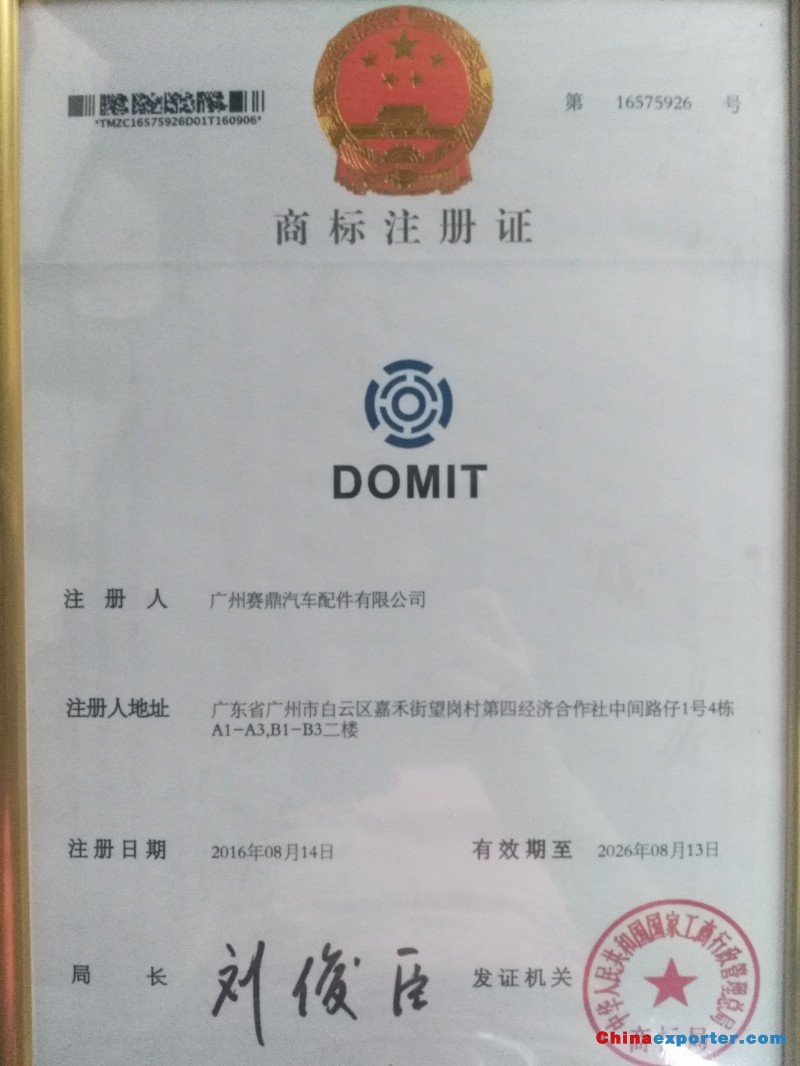 *TMZC16575926D01T160906*
第 16575926 号
商标注册证
DOMIT
注册人 广州赛鼎汽车配件有限公司
注册人地址 广东省广州市白云区嘉禾街望岗村第四经济合作社中间路仔1号4栋
A1-A3,B1-B3二楼
注册日期 2016年08月14日 有效期至 2026年08月13日
局长 刘俊臣 发证机关
中华人民共和国国家工商行政管理总局
商标局
Chinaexporter.com